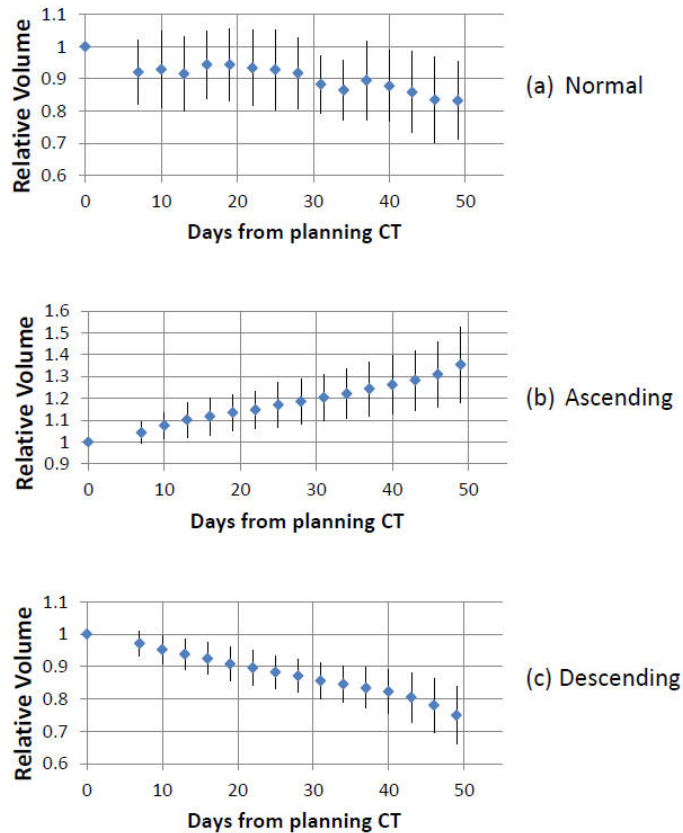 1.1
1
0.9
0.8
0.7
0.6
0 10 20 30 40 50
Relative Volume
Days from planning CT
(a) Normal
1.6
1.5
1.4
1.3
1.2
1.1
1
0.9
0 10 20 30 40 50
Relative Volume
Days from planning CT
(b) Ascending
1.1
1
0.9
0.8
0.7
0.6
0 10 20 30 40 50
Relative Volume
Days from planning CT
(c) Descending